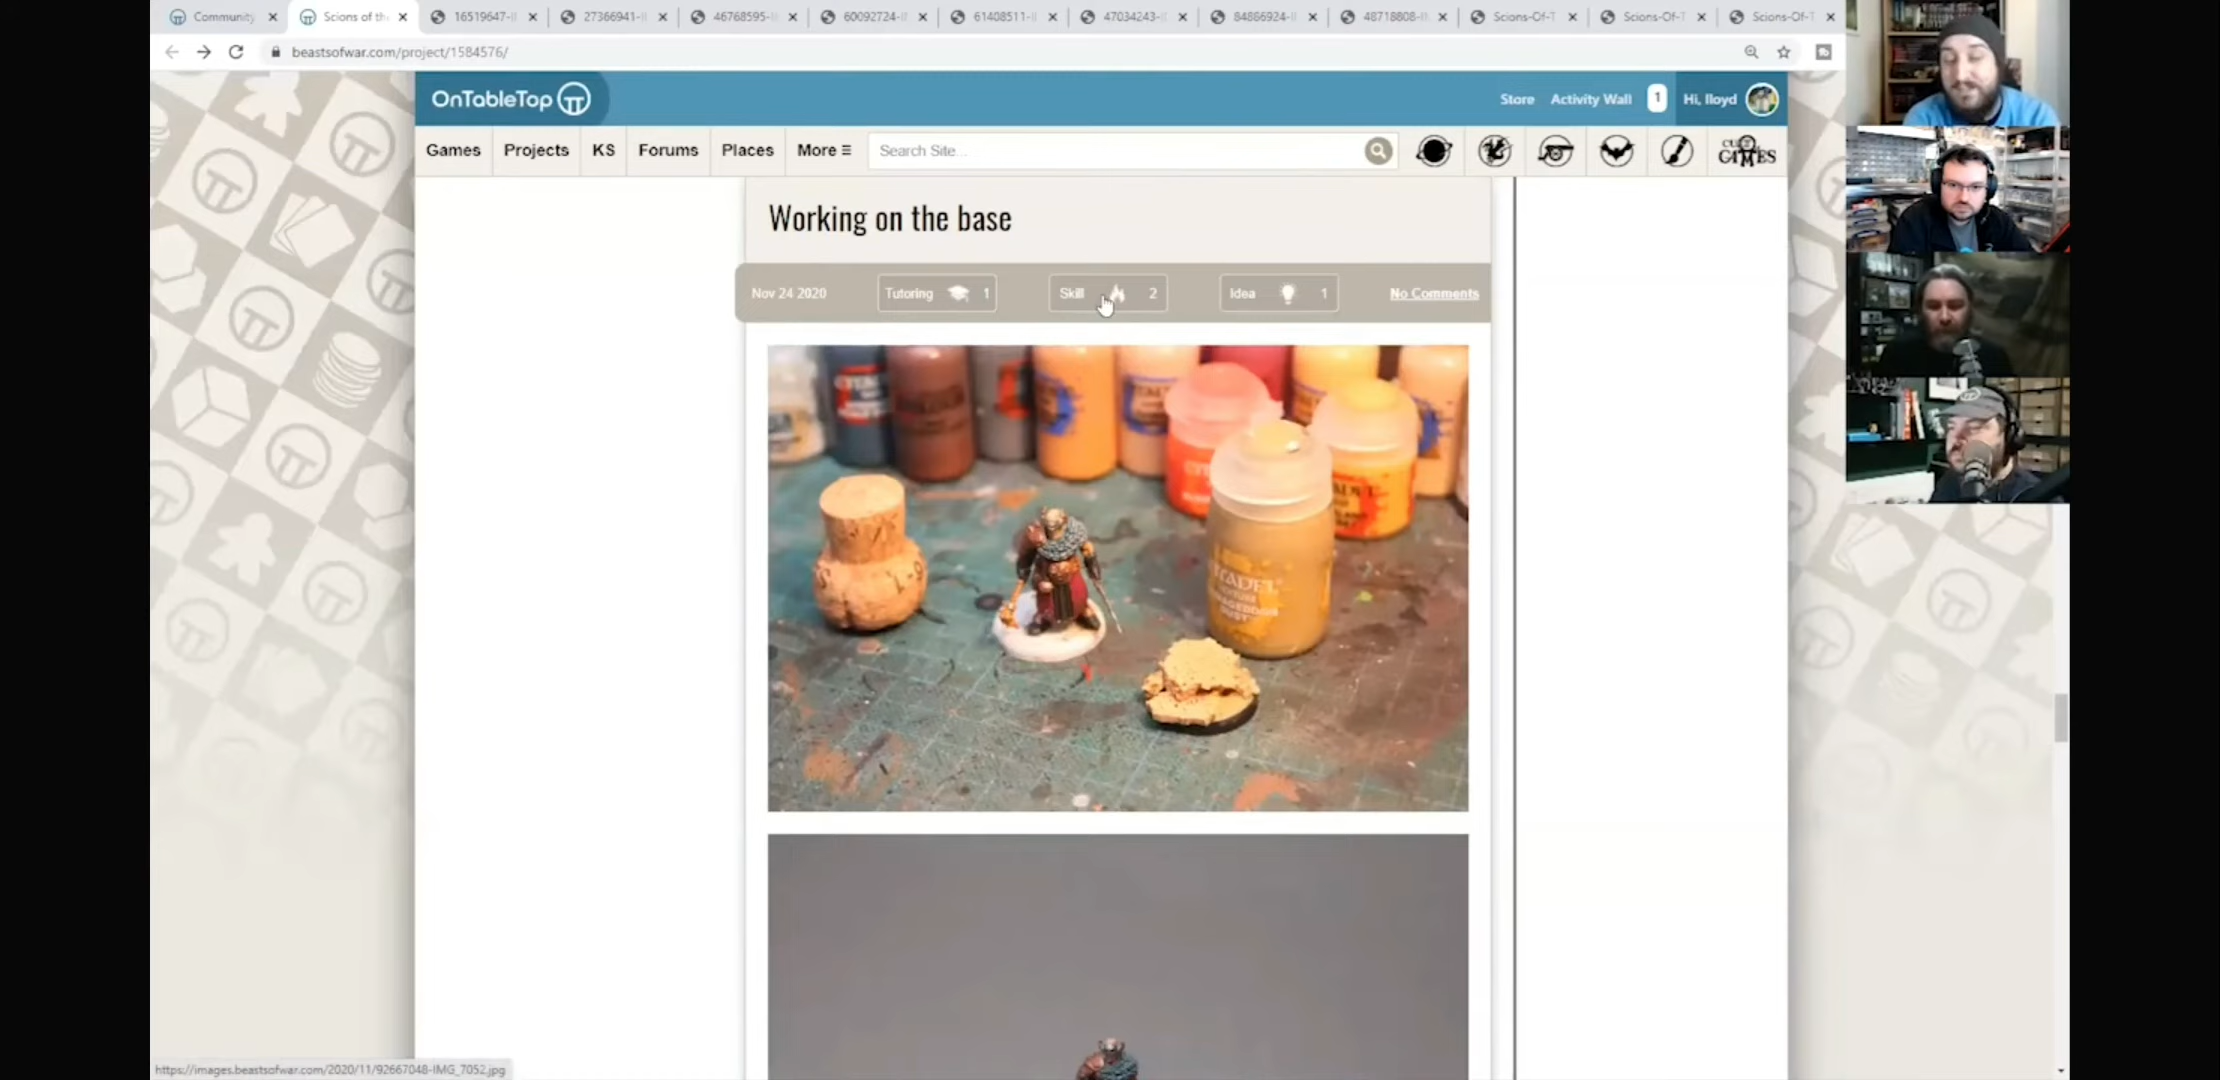 Community
Scions of th
16519647-I
27366941-I
46768595-I
60092724-I
61408511-I
47034243-I
84866924-I
48718808-I
Scions-Of-T
Scions-Of-T
Scions-Of-T
beastsofwar.com/project/1584576/
OnTableTop
Store
Activity Wall
1
Hi, lloyd
Games
Projects
KS
Forums
Places
More
Search Site...
GAMES
Working on the base
Nov 24 2020
Tutoring 1
Skill 2
Idea 1
No Comments
CITADEL
https://images.beastsofwar.com/2020/11/92667048-IMG_7052.jpg